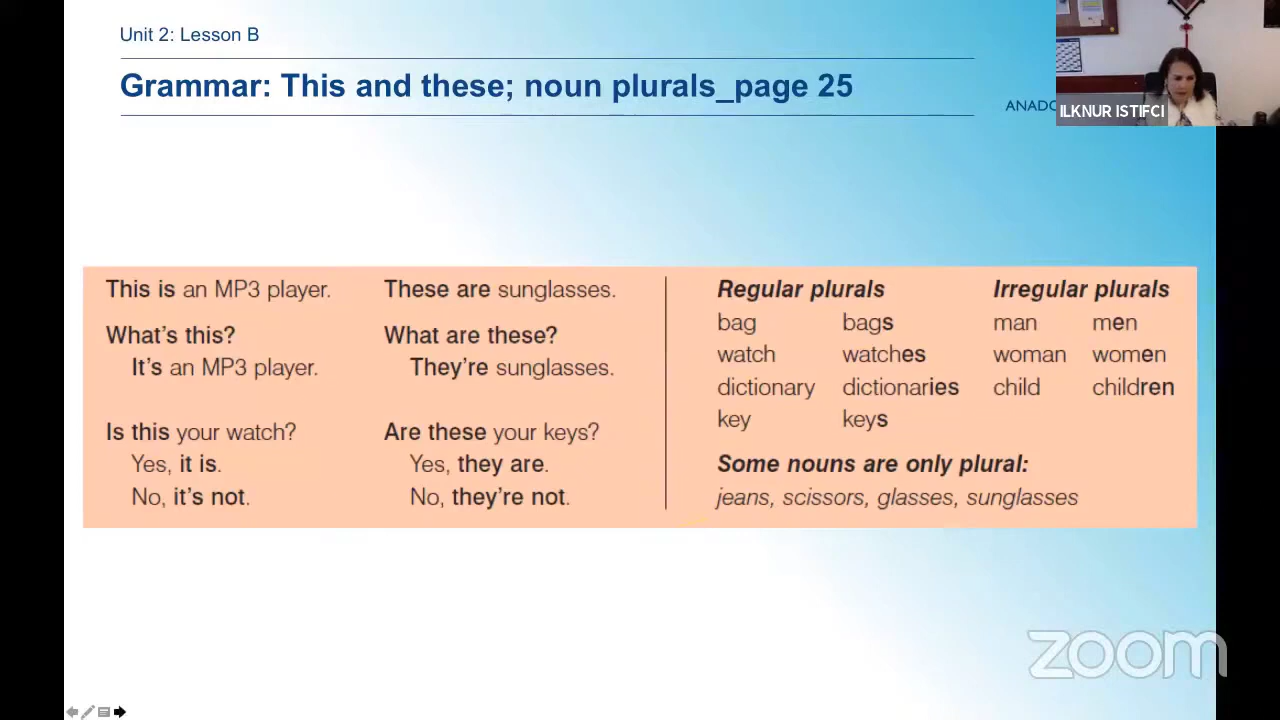 Unit 2: Lesson B
Grammar: This and these; noun plurals_page 25
ANADO
ILKNUR ISTIFCI
This is an MP3 player.
What's this?
It's an MP3 player.
Is this your watch?
Yes, it is.
No, it's not.
These are sunglasses.
What are these?
They're sunglasses.
Are these your keys?
Yes, they are.
No, they're not.
Regular plurals
bag bags
watch watches
dictionary dictionaries
key keys
Irregular plurals
man men
woman women
child children
Some nouns are only plural:
jeans, scissors, glasses, sunglasses
zoom